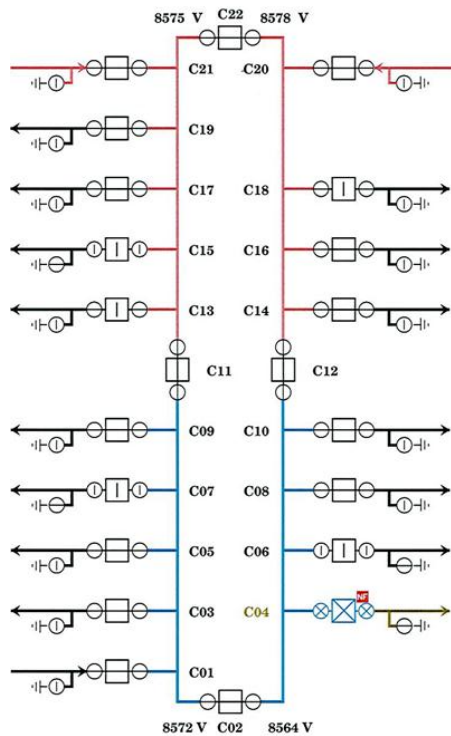 8575 V C22 8578 V
C21 C20
C19
C17 C18
C15 C16
C13 C14
C11 C12
C09 C10
C07 C08
C05 C06
NF
C03 C04
C01
8572 V C02 8564 V